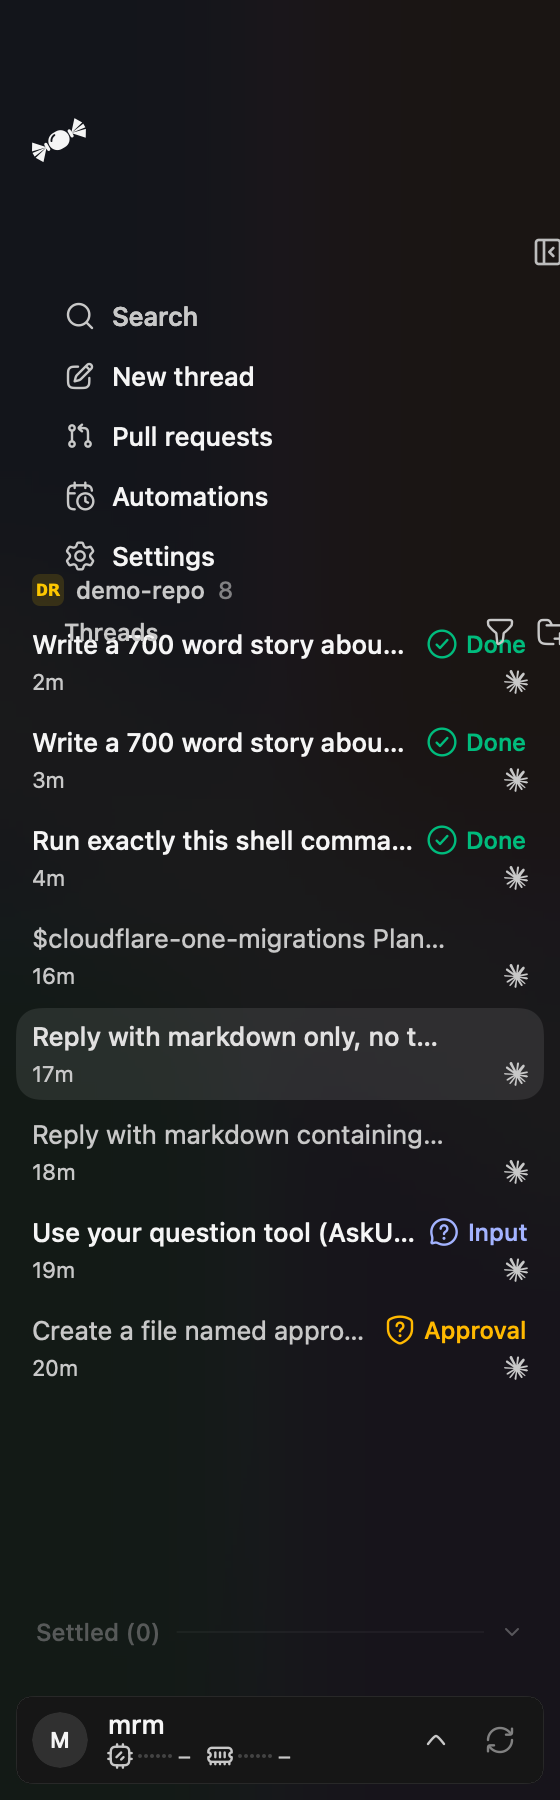 Search
New thread
Pull requests
Automations
Settings
DR demo-repo 8
Threads
Write a 700 word story abou... Done
2m
Write a 700 word story abou... Done
3m
Run exactly this shell comma... Done
4m
$cloudflare-one-migrations Plan...
16m
Reply with markdown only, no t...
17m
Reply with markdown containing...
18m
Use your question tool (AskU... Input
19m
Create a file named appro... Approval
20m
Settled (0)
M mrm
– –